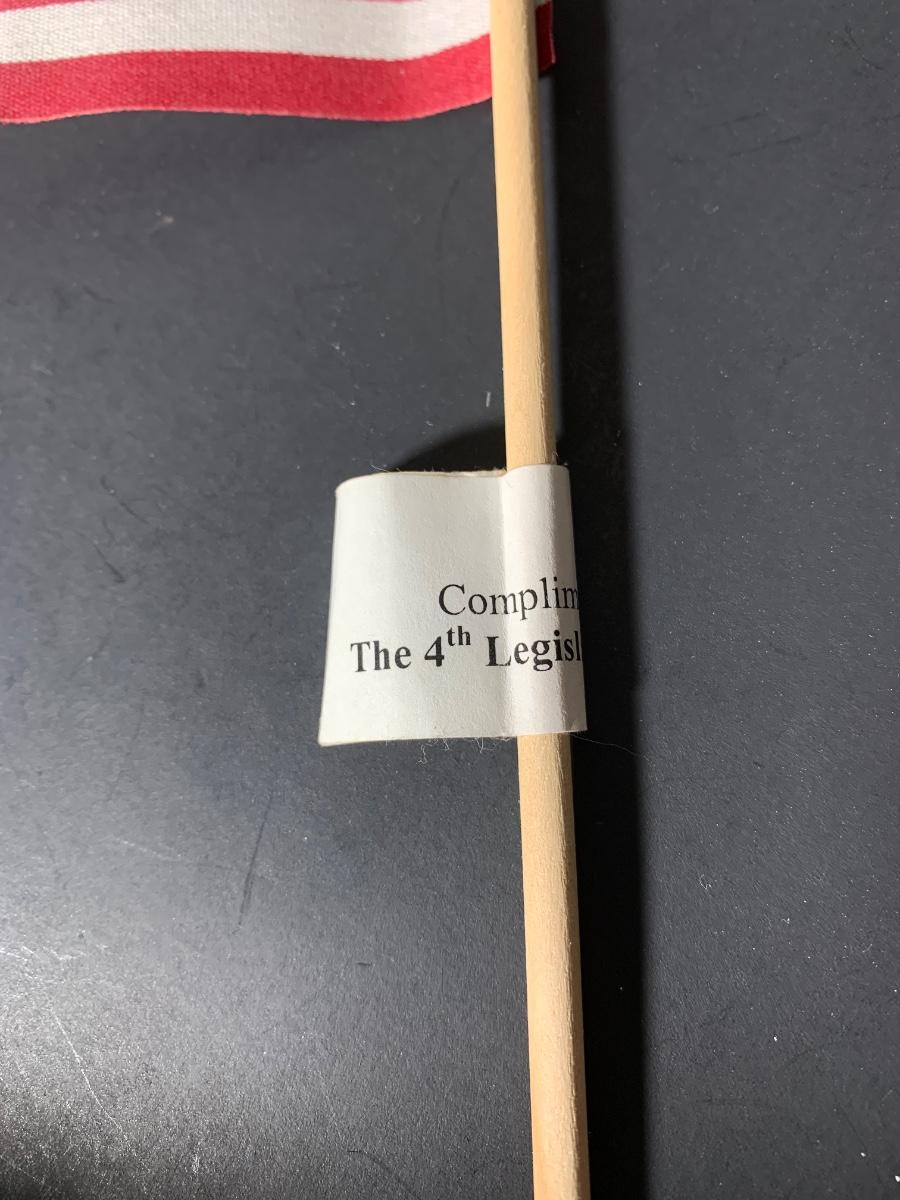 Complim
The 4th Legisl